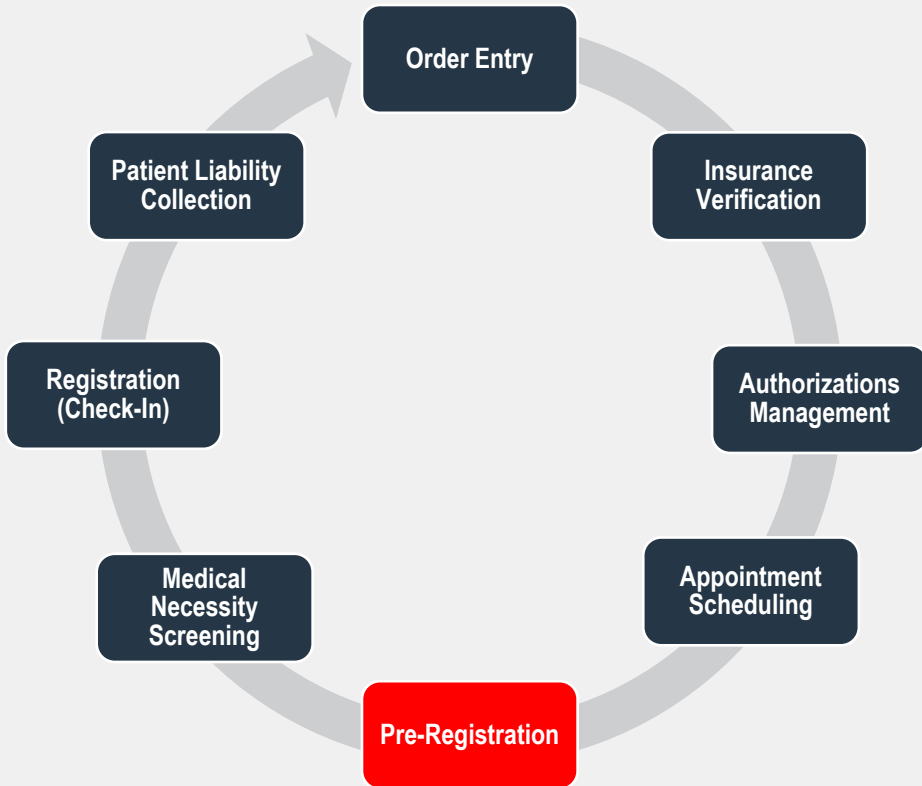 Order Entry
Insurance
Verification
Authorizations
Management
Appointment
Scheduling
Pre-Registration
Medical
Necessity
Screening
Registration
(Check-In)
Patient Liability
Collection